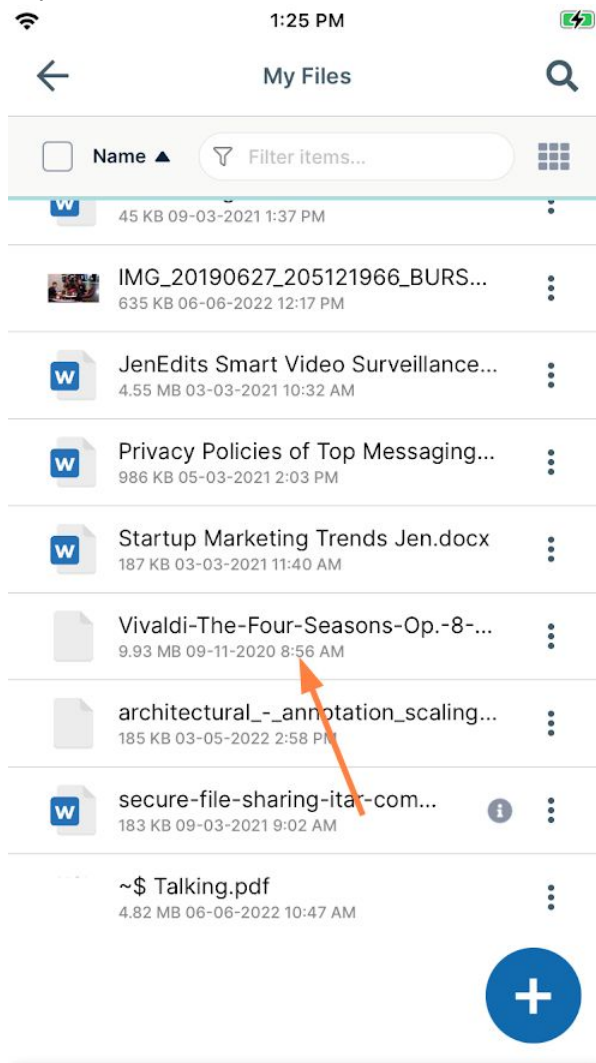 1:25 PM
My Files
Name ▲
Filter items...
W
45 KB 09-03-2021 1:37 PM
IMG_20190627_205121966_BURS...
635 KB 06-06-2022 12:17 PM
W
JenEdits Smart Video Surveillance...
4.55 MB 03-03-2021 10:32 AM
W
Privacy Policies of Top Messaging...
986 KB 05-03-2021 2:03 PM
W
Startup Marketing Trends Jen.docx
187 KB 03-03-2021 11:40 AM
Vivaldi-The-Four-Seasons-Op.-8-...
9.93 MB 09-11-2020 8:56 AM
architectural_-_annotation_scaling...
185 KB 03-05-2022 2:58 PM
W
secure-file-sharing-itar-com...
183 KB 09-03-2021 9:02 AM
~$ Talking.pdf
4.82 MB 06-06-2022 10:47 AM